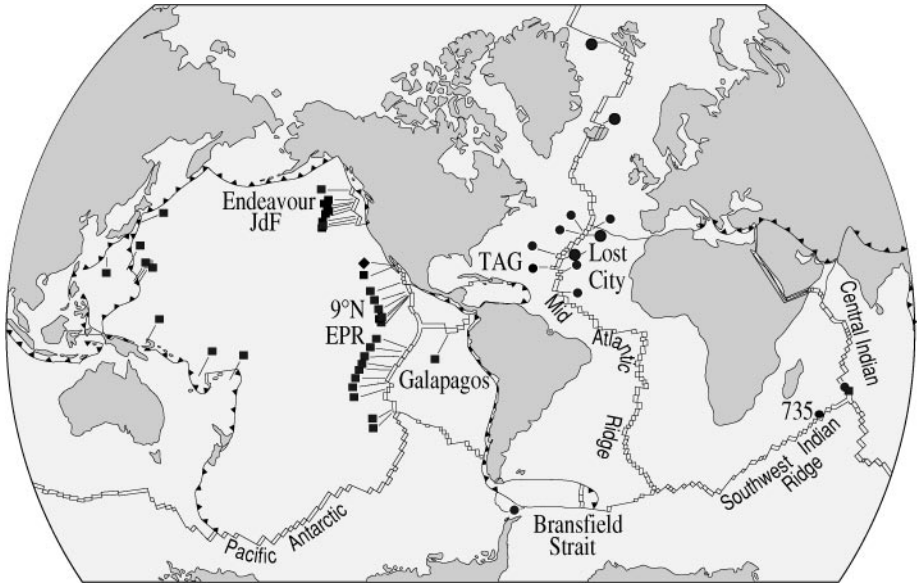 Endeavour
JdF
TAG
Lost
City
9°N
EPR
Galapagos
Mid
Atlantic
Ridge
Central Indian
735
Southwest Indian
Ridge
Pacific Antarctic
Bransfield
Strait